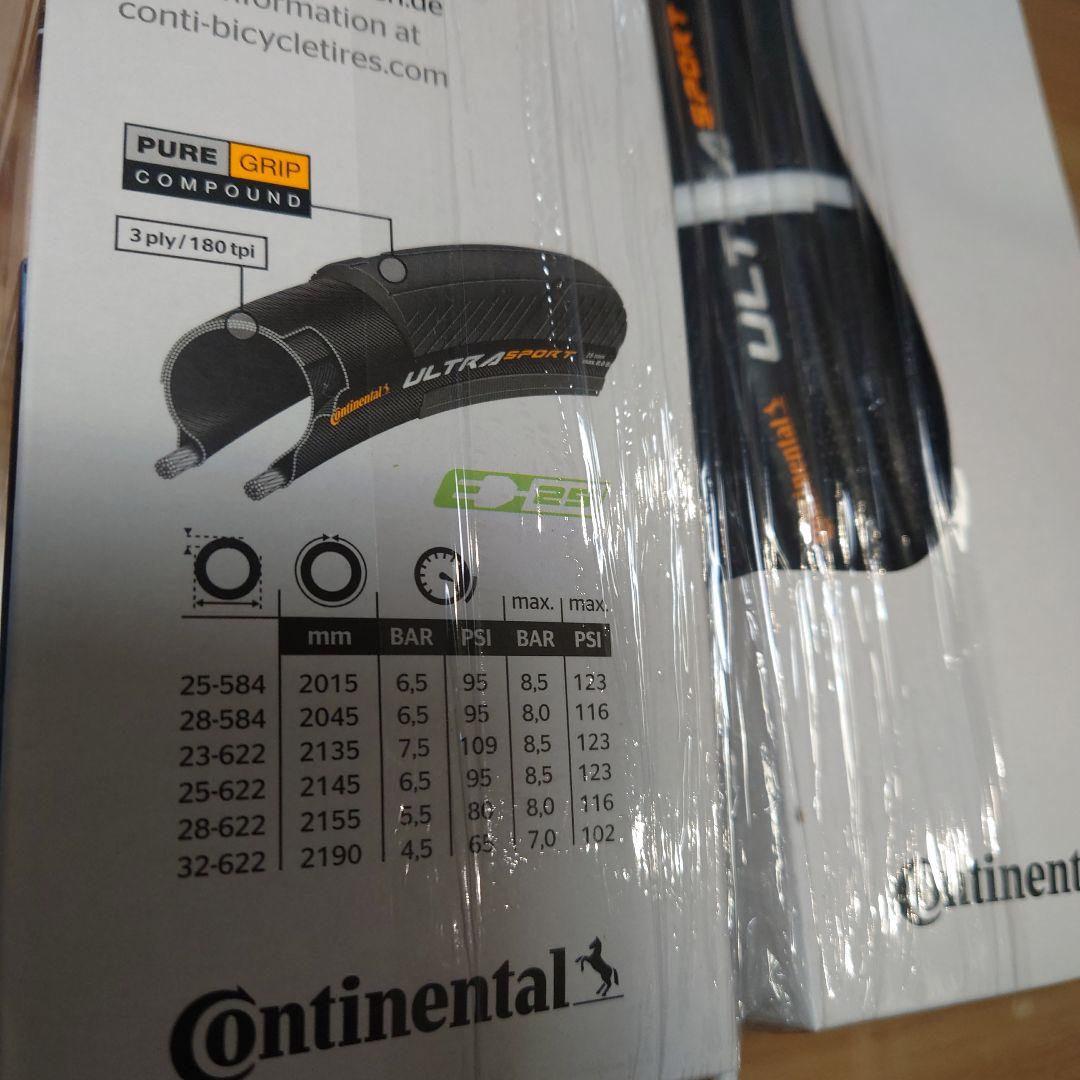 information at
conti-bicycletires.com
PURE GRIP
COMPOUND
3 ply / 180 tpi
Continental
ULTRA SPORT
max. max.
mm BAR PSI BAR PSI
25-584 2015 6,5 95 8,5 123
28-584 2045 6,5 95 8,0 116
23-622 2135 7,5 109 8,5 123
25-622 2145 6,5 95 8,5 123
28-622 2155 5,5 80 8,0 116
32-622 2190 4,5 65 7,0 102
Continental
ULTRA SPORT
Continental